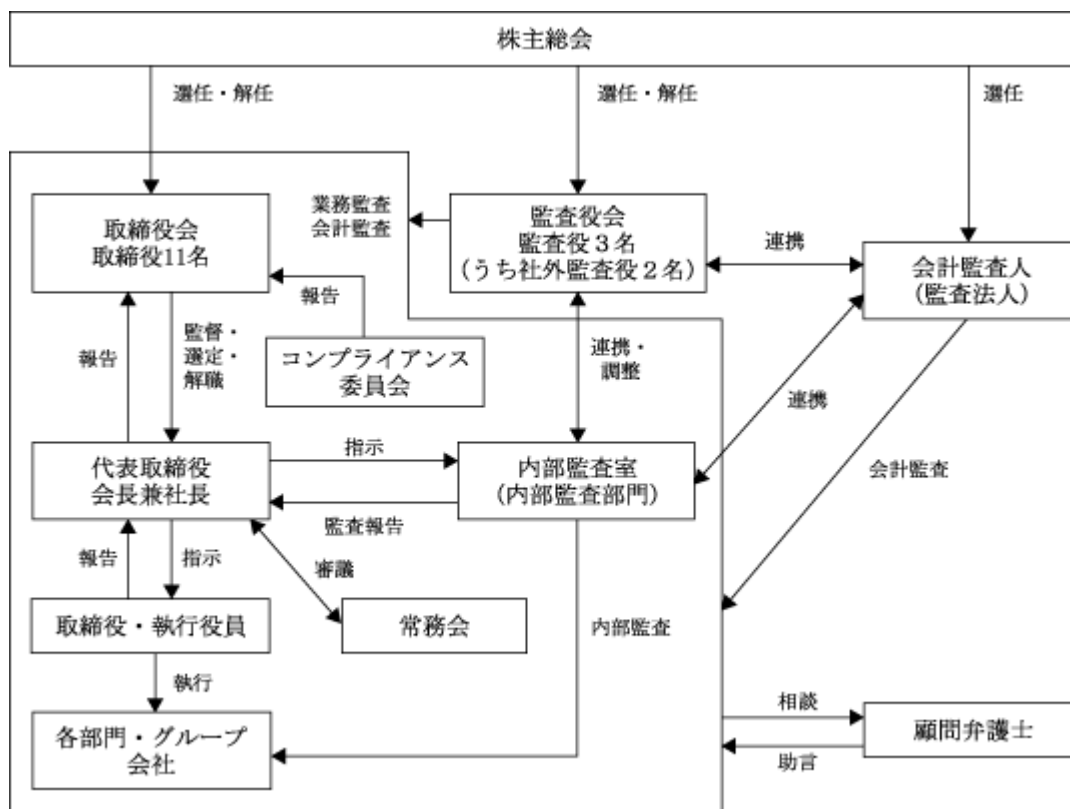 株主総会
選任・解任
選任・解任
選任
取締役会
取締役11名
業務監査
会計監査
監査役会
監査役３名
（うち社外監査役２名）
連携
会計監査人
（監査法人）
報告
報告
監督・
選定・
解職
コンプライアンス
委員会
連携・
調整
連携
代表取締役
会長兼社長
指示
監査報告
内部監査室
（内部監査部門）
会計監査
報告
指示
審議
取締役・執行役員
常務会
内部監査
執行
各部門・グループ
会社
相談
助言
顧問弁護士